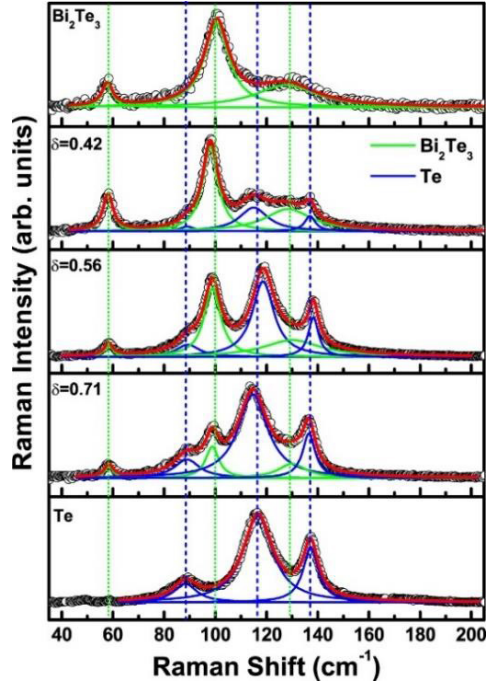 Bi₂Te₃
δ=0.42
Bi₂Te₃
Te
δ=0.56
δ=0.71
Te
Raman Intensity (arb. units)
40 60 80 100 120 140 160 180 200
Raman Shift (cm⁻¹)